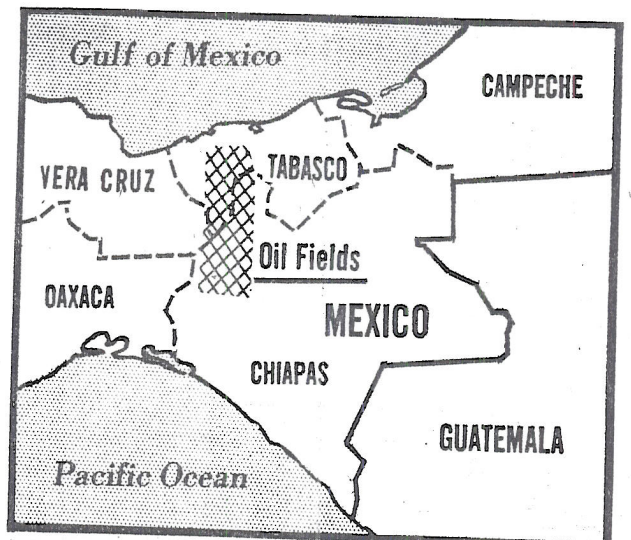 Gulf of Mexico
CAMPECHE
VERA CRUZ
TABASCO
Oil Fields
OAXACA
MEXICO
CHIAPAS
GUATEMALA
Pacific Ocean